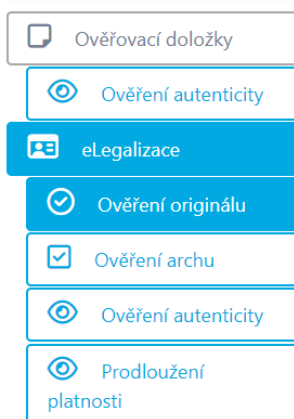 Ověřovací doložky
Ověření autenticity
eLegalizace
Ověření originálu
Ověření archu
Ověření autenticity
Prodloužení
platnosti